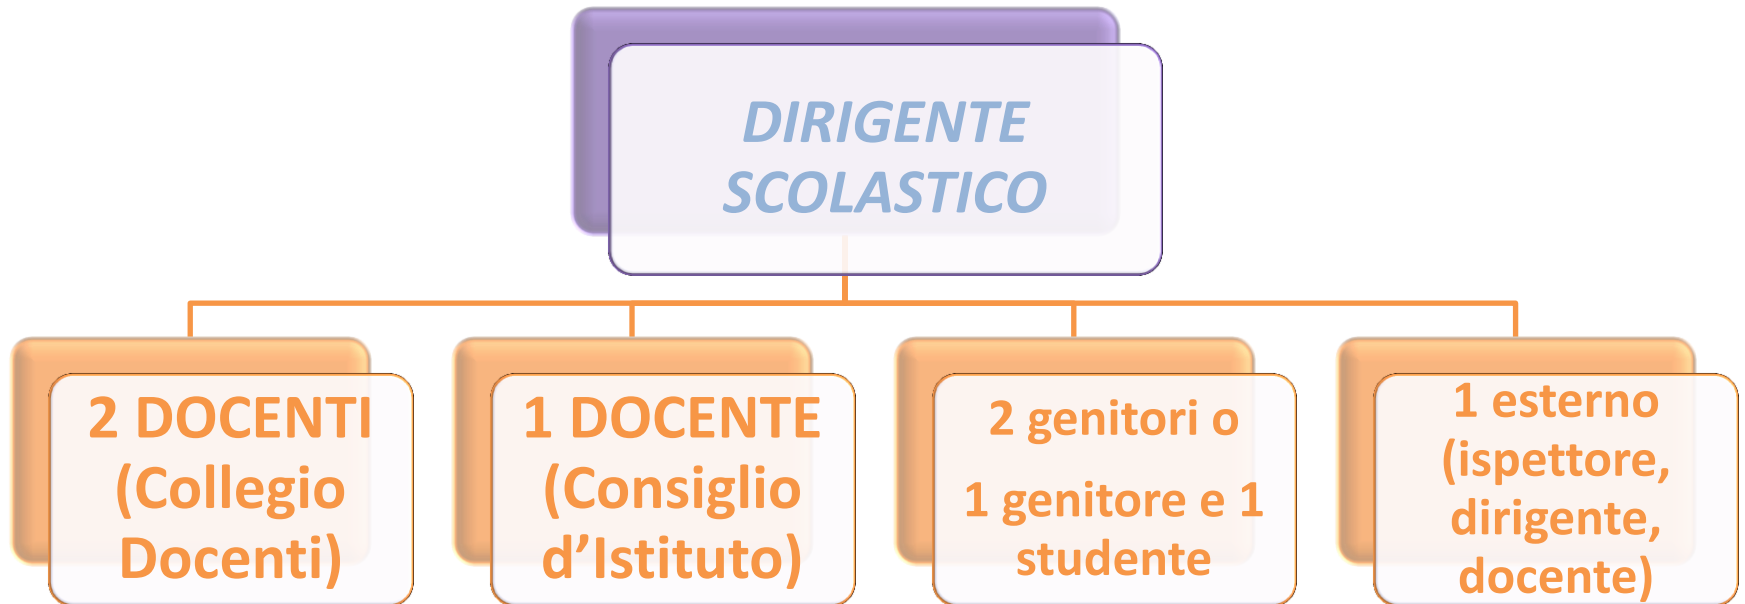 DIRIGENTE
SCOLASTICO
2 DOCENTI
(Collegio
Docenti)
1 DOCENTE
(Consiglio
d’Istituto)
2 genitori o
1 genitore e 1
studente
1 esterno
(ispettore,
dirigente,
docente)